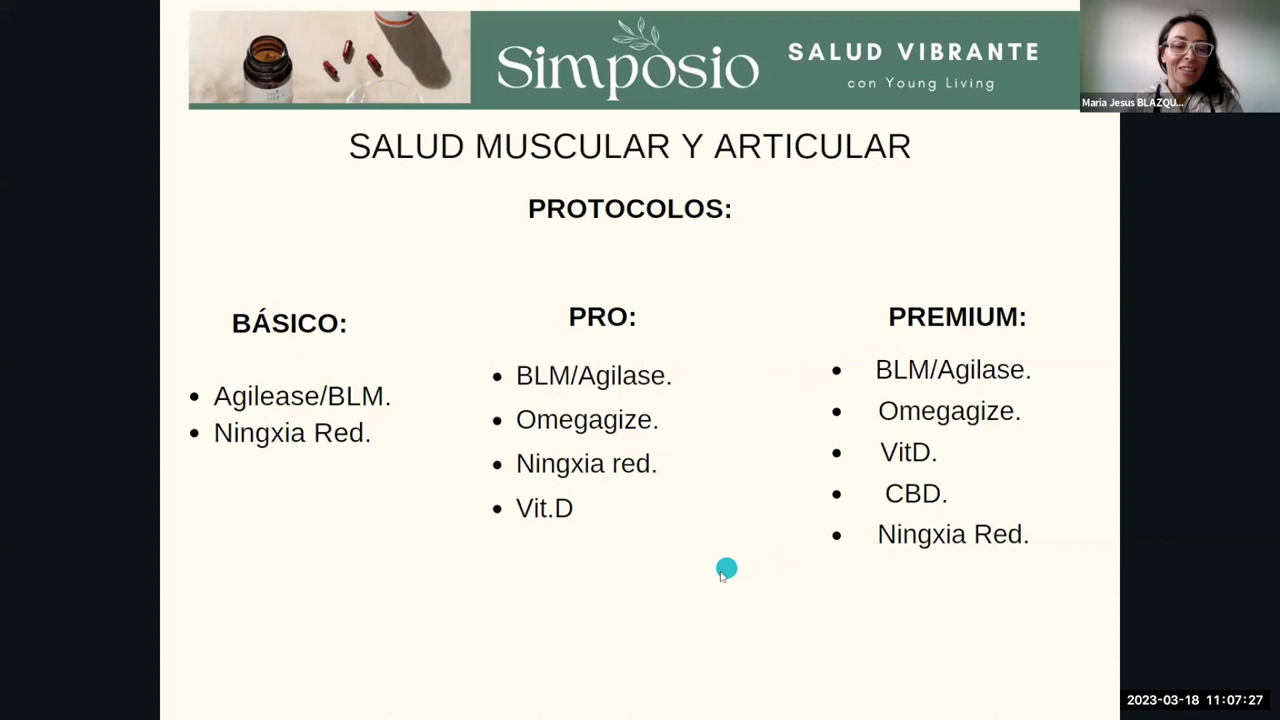 Simposio
SALUD VIBRANTE
con Young Living
Maria Jesus BLAZQU...
SALUD MUSCULAR Y ARTICULAR
PROTOCOLOS:
BÁSICO:
• Agilease/BLM.
• Ningxia Red.
PRO:
• BLM/Agilase.
• Omegagize.
• Ningxia red.
• Vit.D
PREMIUM:
• BLM/Agilase.
• Omegagize.
• VitD.
• CBD.
• Ningxia Red.
2023-03-18 11:07:27